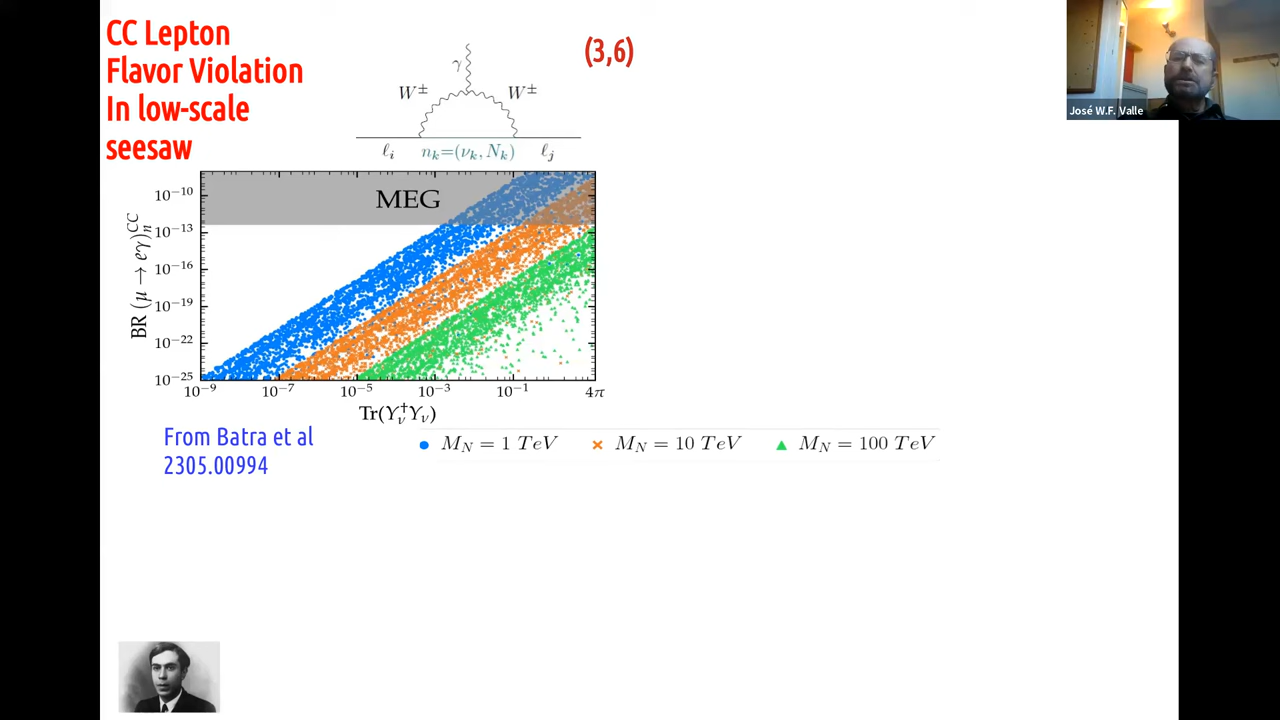 CC Lepton
Flavor Violation
In low-scale
seesaw
(3,6)
José W.F. Valle
γ
W± W±
ℓi nk=(νk, Nk) ℓj
MEG
BR (μ → eγ)nCC
10−10
10−13
10−16
10−19
10−22
10−25
10−9 10−7 10−5 10−3 10−1 4π
Tr(Yν†Yν)
From Batra et al
2305.00994
MN = 1 TeV MN = 10 TeV MN = 100 TeV